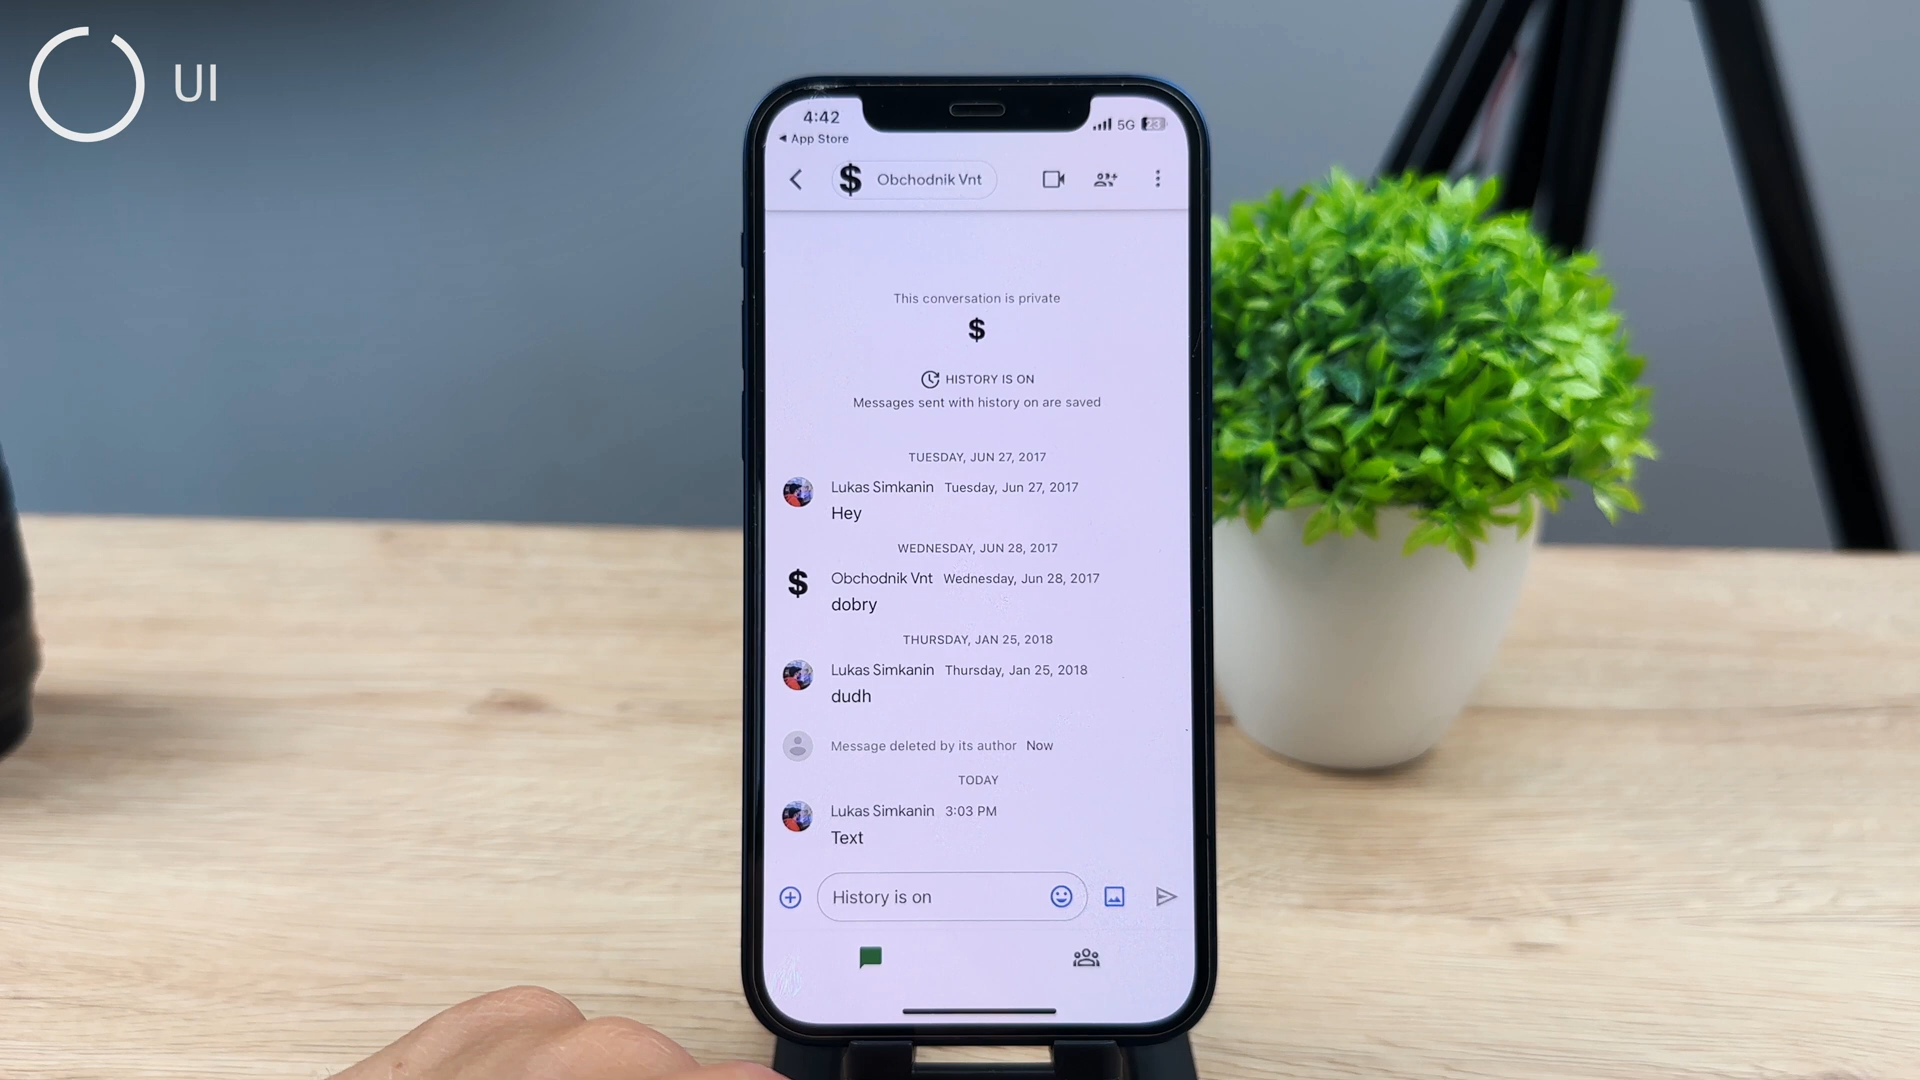 UI
4:42
App Store
5G 23
$ Obchodnik Vnt
This conversation is private
$
HISTORY IS ON
Messages sent with history on are saved
TUESDAY, JUN 27, 2017
Lukas Simkanin Tuesday, Jun 27, 2017
Hey
WEDNESDAY, JUN 28, 2017
$ Obchodnik Vnt Wednesday, Jun 28, 2017
dobry
THURSDAY, JAN 25, 2018
Lukas Simkanin Thursday, Jan 25, 2018
dudh
Message deleted by its author Now
TODAY
Lukas Simkanin 3:03 PM
Text
History is on